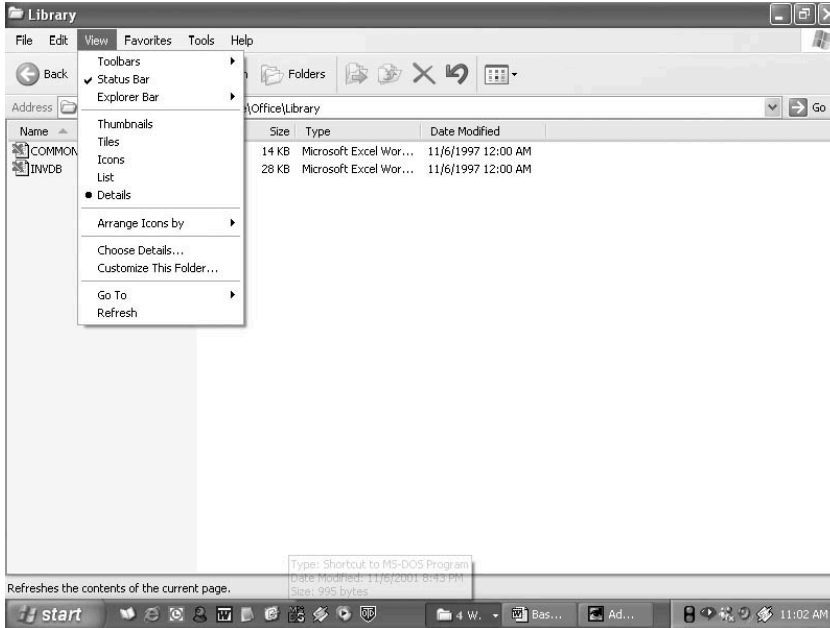 Library
File Edit View Favorites Tools Help
Back Folders
Address \Office\Library Go
Toolbars
Status Bar
Explorer Bar
Thumbnails
Tiles
Icons
List
Details
Arrange Icons by
Choose Details...
Customize This Folder...
Go To
Refresh
Name Size Type Date Modified
COMMON 14 KB Microsoft Excel Wor... 11/6/1997 12:00 AM
INVDB 28 KB Microsoft Excel Wor... 11/6/1997 12:00 AM
Type: Shortcut to MS-DOS Program
Date Modified: 11/6/2001 8:43 PM
Size: 995 bytes
Refreshes the contents of the current page.
start 4 W. Bas... Ad... 11:02 AM